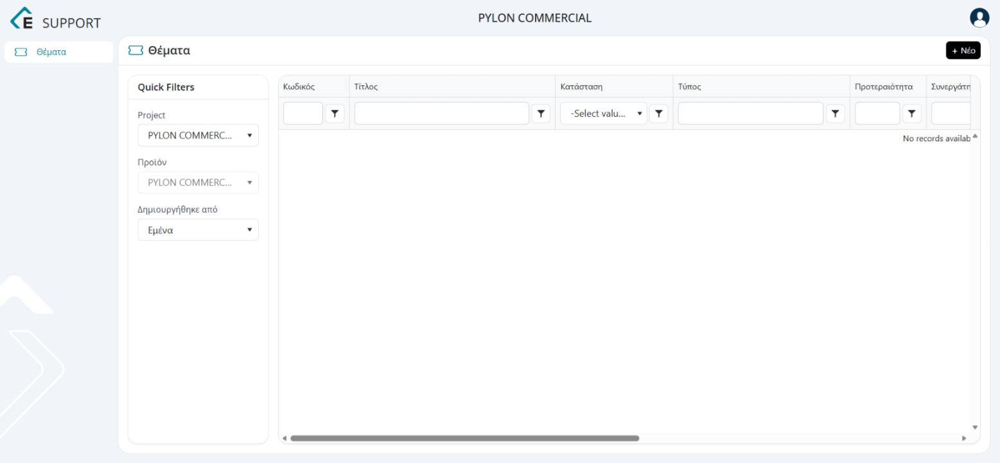 E SUPPORT
PYLON COMMERCIAL
Θέματα
Θέματα
+ Νέο
Quick Filters
Project
PYLON COMMERC...
Προϊόν
PYLON COMMERC...
Δημιουργήθηκε από
Εμένα
Κωδικός Τίτλος Κατάσταση Τύπος Προτεραιότητα Συνεργάτη
-Select valu...
No records availab